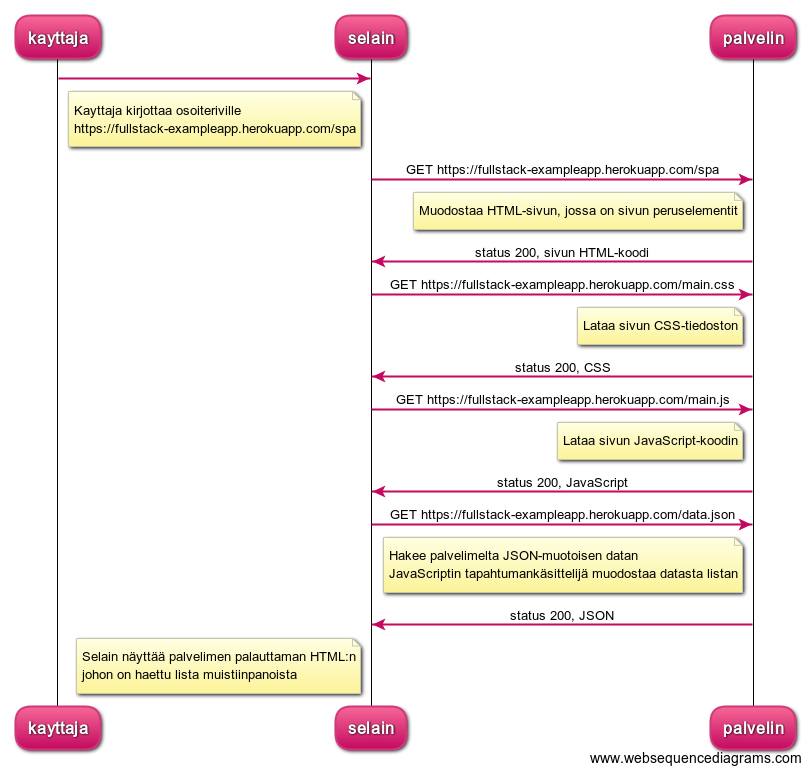 kayttaja
selain
palvelin
Kayttaja kirjottaa osoiteriville
https://fullstack-exampleapp.herokuapp.com/spa
GET https://fullstack-exampleapp.herokuapp.com/spa
Muodostaa HTML-sivun, jossa on sivun peruselementit
status 200, sivun HTML-koodi
GET https://fullstack-exampleapp.herokuapp.com/main.css
Lataa sivun CSS-tiedoston
status 200, CSS
GET https://fullstack-exampleapp.herokuapp.com/main.js
Lataa sivun JavaScript-koodin
status 200, JavaScript
GET https://fullstack-exampleapp.herokuapp.com/data.json
Hakee palvelimelta JSON-muotoisen datan
JavaScriptin tapahtumankäsittelijä muodostaa datasta listan
status 200, JSON
Selain näyttää palvelimen palauttaman HTML:n
johon on haettu lista muistiinpanoista
kayttaja
selain
palvelin
www.websequencediagrams.com